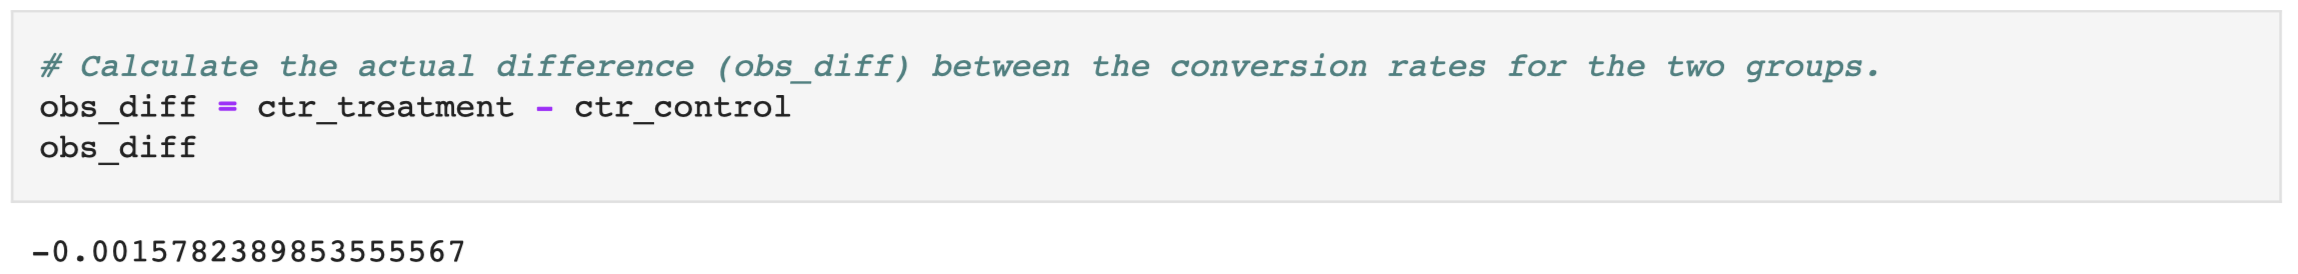 # Calculate the actual difference (obs_diff) between the conversion rates for the two groups.
obs_diff = ctr_treatment - ctr_control
obs_diff
-0.0015782389853555567